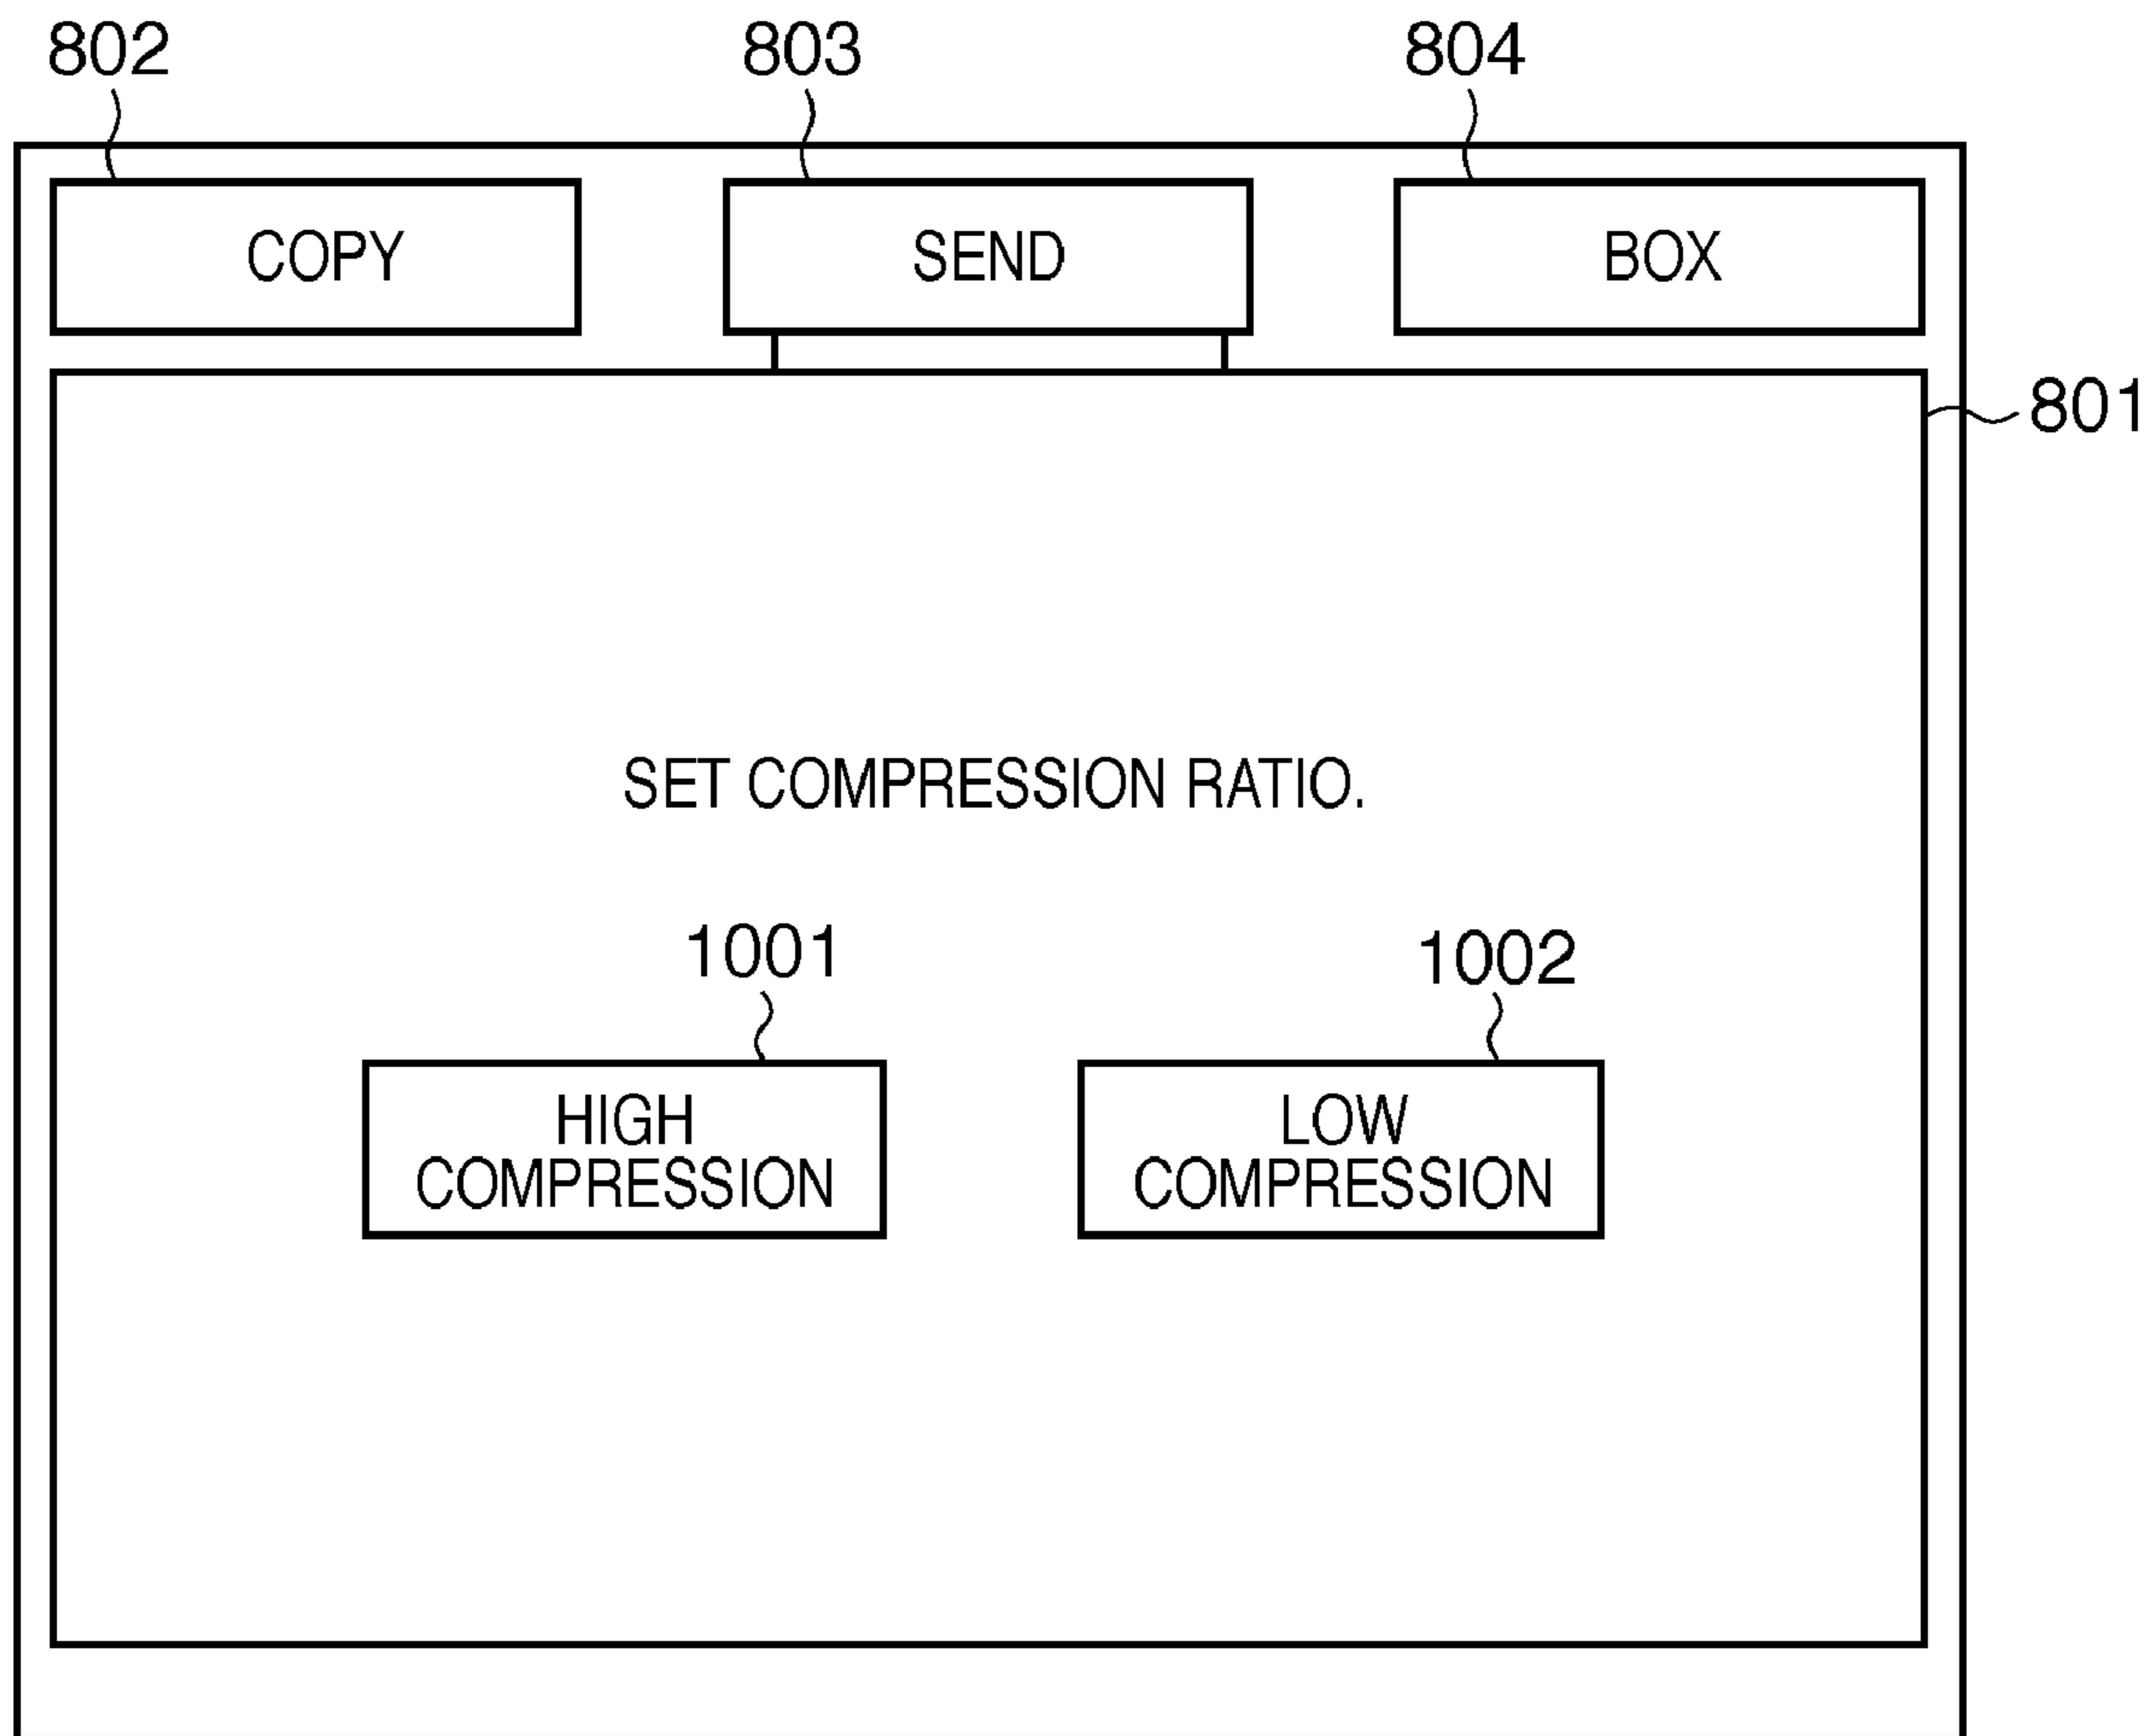 802 803 804
COPY SEND BOX
801
SET COMPRESSION RATIO.
1001 1002
HIGH
COMPRESSION
LOW
COMPRESSION